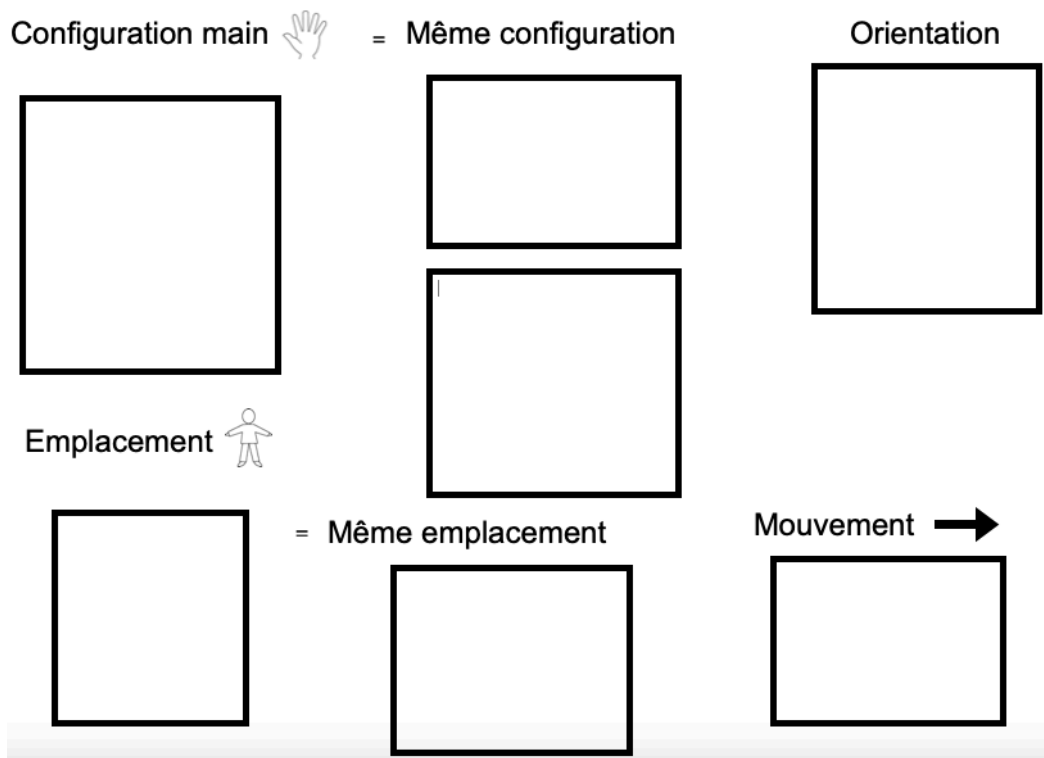 Configuration main = Même configuration
Orientation
Emplacement
= Même emplacement
Mouvement